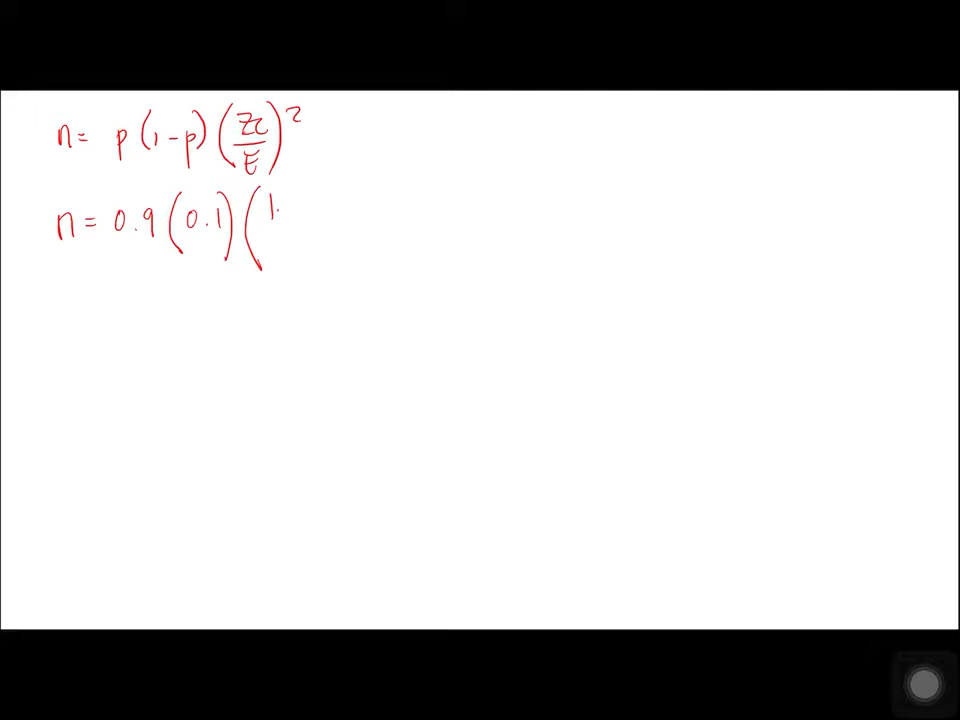 n = p (1 - p) (Zc/E)^2
n = 0.9 (0.1) (1.